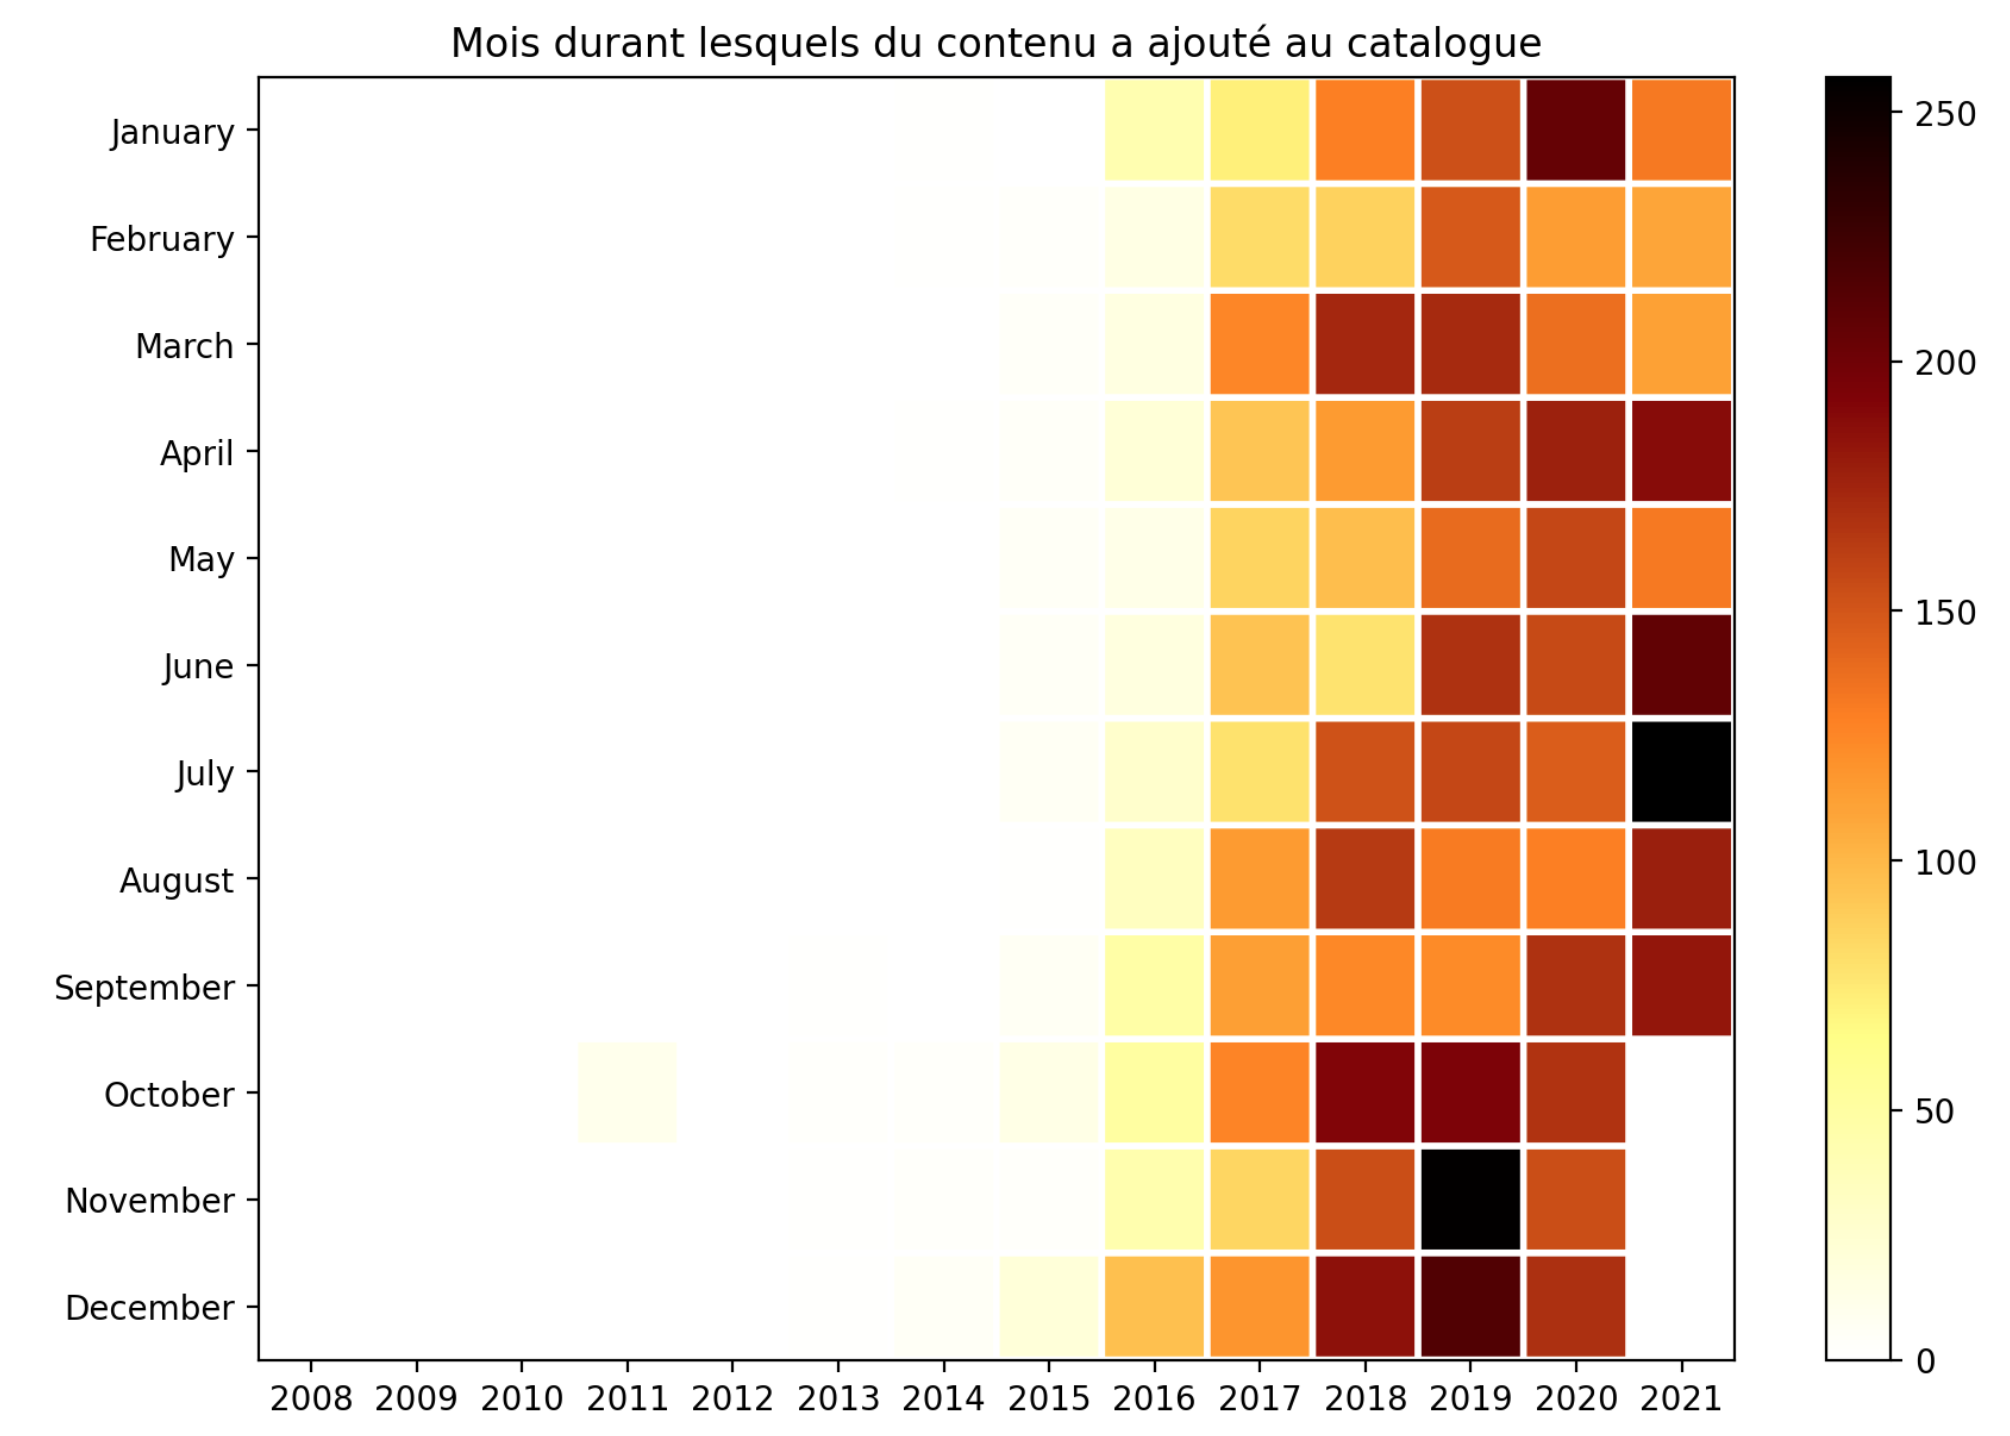 Mois durant lesquels du contenu a ajouté au catalogue
January
February
March
April
May
June
July
August
September
October
November
December
2008 2009 2010 2011 2012 2013 2014 2015 2016 2017 2018 2019 2020 2021
250
200
150
100
50
0